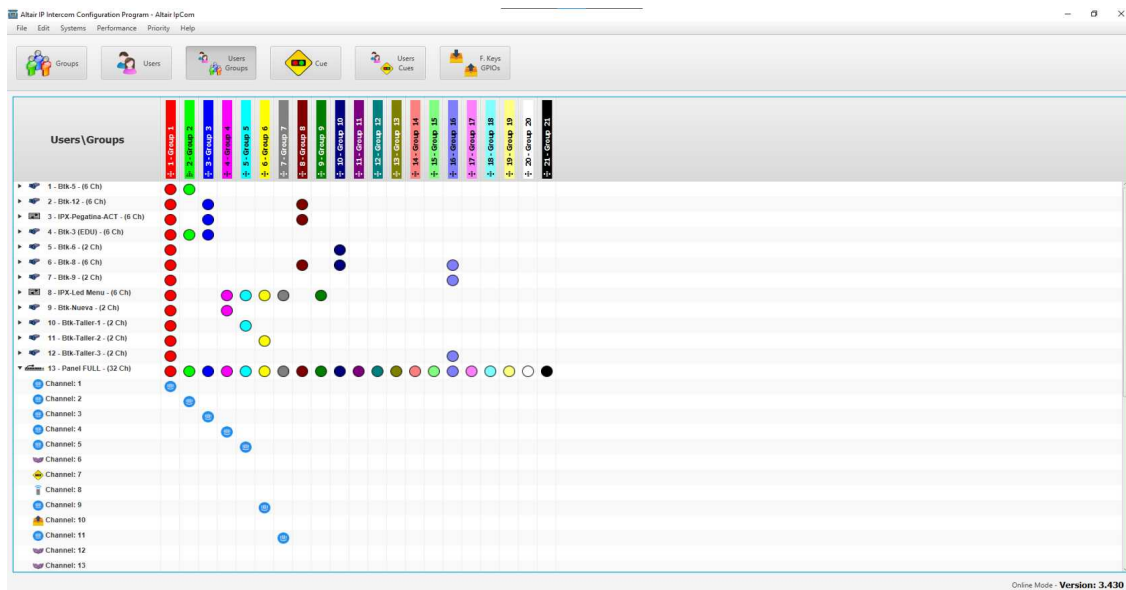 Altair IP Intercom Configuration Program - Altair IpCom
File Edit Systems Performance Priority Help
Groups
Users
Users
Groups
Cue
Users
Cues
F. Keys
GPIOs
Users\Groups
1 - Group 1
2 - Group 2
3 - Group 3
4 - Group 4
5 - Group 5
6 - Group 6
7 - Group 7
8 - Group 8
9 - Group 9
10 - Group 10
11 - Group 11
12 - Group 12
13 - Group 13
14 - Group 14
15 - Group 15
16 - Group 16
17 - Group 17
18 - Group 18
19 - Group 19
20 - Group 20
21 - Group 21
1 - Btk-5 - (6 Ch)
2 - Btk-12 - (6 Ch)
3 - IPX-Pegatina-ACT - (6 Ch)
4 - Btk-3 (EDU) - (6 Ch)
5 - Btk-6 - (2 Ch)
6 - Btk-8 - (6 Ch)
7 - Btk-9 - (2 Ch)
8 - IPX-Led Menu - (6 Ch)
9 - Btk-Nueva - (2 Ch)
10 - Btk-Taller-1 - (2 Ch)
11 - Btk-Taller-2 - (2 Ch)
12 - Btk-Taller-3 - (2 Ch)
13 - Panel FULL - (32 Ch)
Channel: 1
Channel: 2
Channel: 3
Channel: 4
Channel: 5
Channel: 6
Channel: 7
Channel: 8
Channel: 9
Channel: 10
Channel: 11
Channel: 12
Channel: 13
Online Mode - Version: 3.430